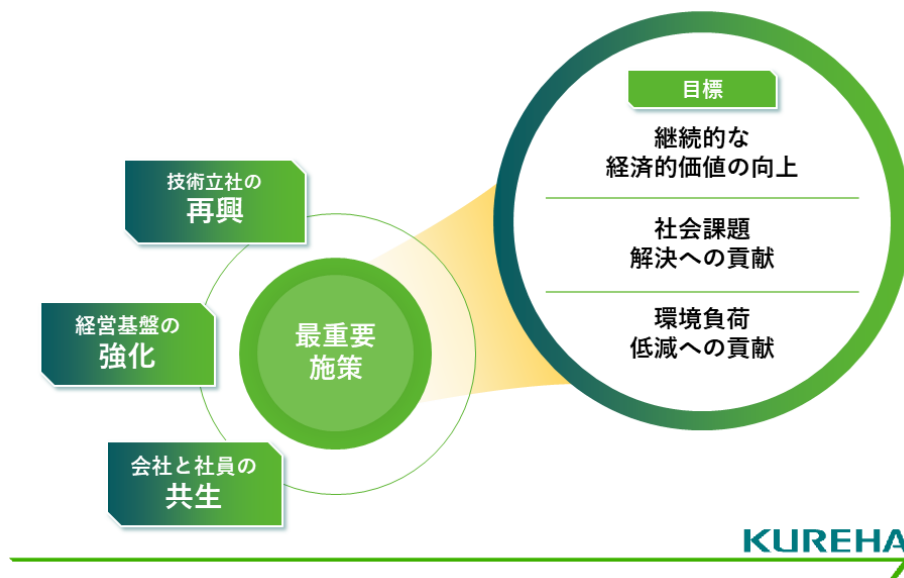 技術立社の
再興
経営基盤の
強化
会社と社員の
共生
最重要
施策
目標
継続的な
経済的価値の向上
社会課題
解決への貢献
環境負荷
低減への貢献
KUREHA